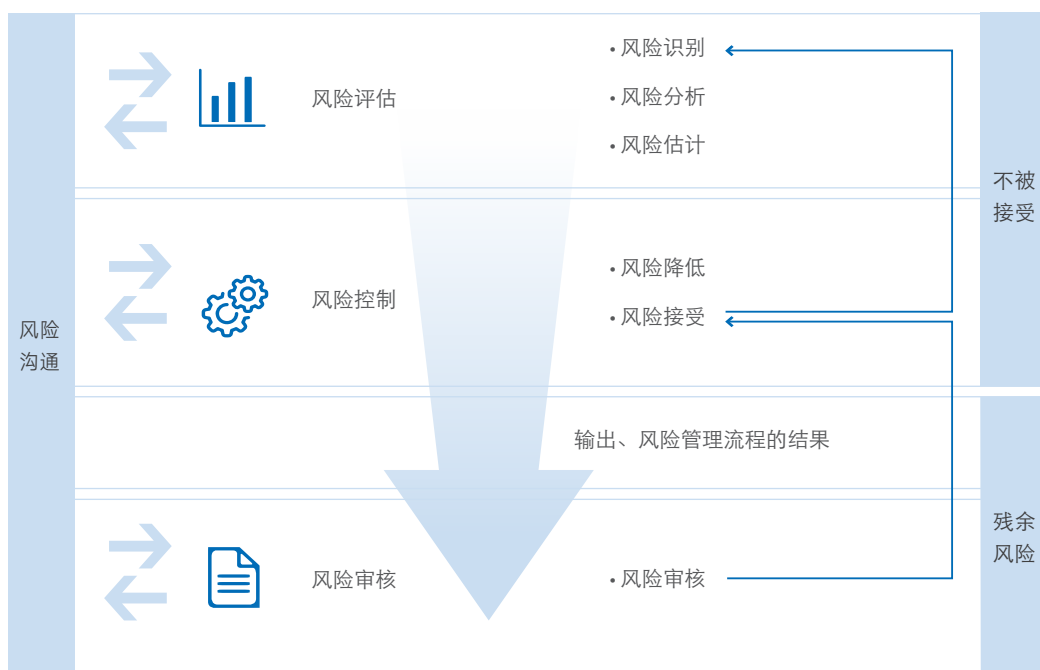 风险
沟通
风险评估
• 风险识别
• 风险分析
• 风险估计
不被
接受
风险控制
• 风险降低
• 风险接受
输出、风险管理流程的结果
残余
风险
风险审核
• 风险审核